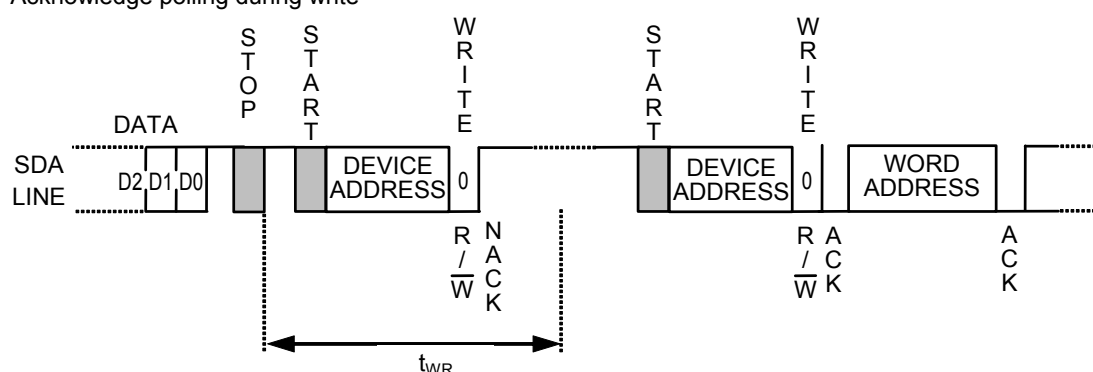 Acknowledge polling during write
STOP
START
WRITE
START
WRITE
DATA
SDA
LINE
D2 D1 D0
DEVICE
ADDRESS
0
DEVICE
ADDRESS
0
WORD
ADDRESS
R/W̅
NACK
R/W̅
ACK
ACK
tWR